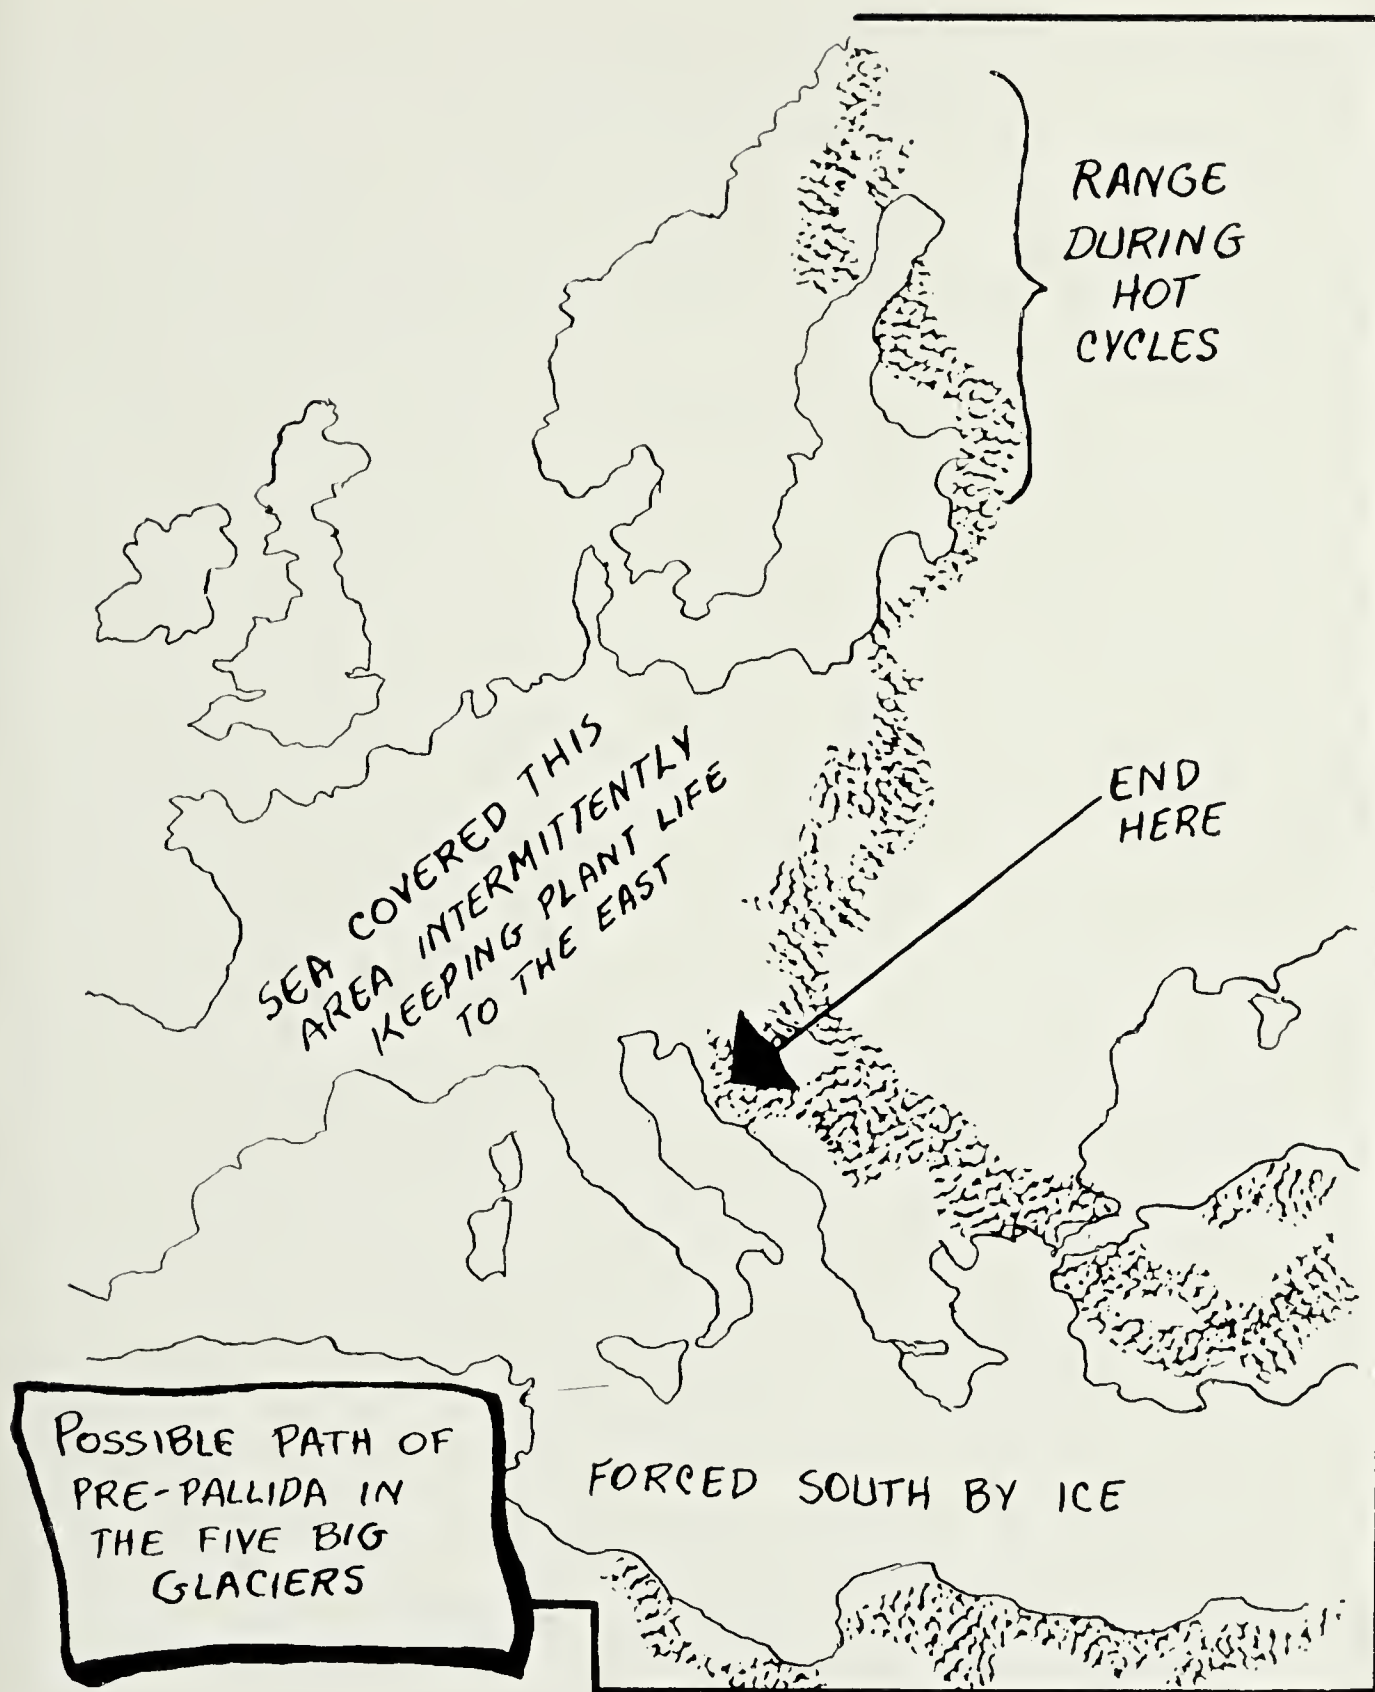 RANGE
DURING
HOT
CYCLES
SEA COVERED THIS
AREA INTERMITTENTLY
KEEPING PLANT LIFE
TO THE EAST
END
HERE
POSSIBLE PATH OF
PRE-PALLIDA IN
THE FIVE BIG
GLACIERS
FORCED SOUTH BY ICE